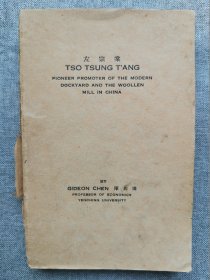 左宗棠
TSO TSUNG T'ANG
PIONEER PROMOTER OF THE MODERN
DOCKYARD AND THE WOOLLEN
MILL IN CHINA
BY
GIDEON CHEN 陳其田
PROFESSOR OF ECONOMICS
YENCHING UNIVERSITY